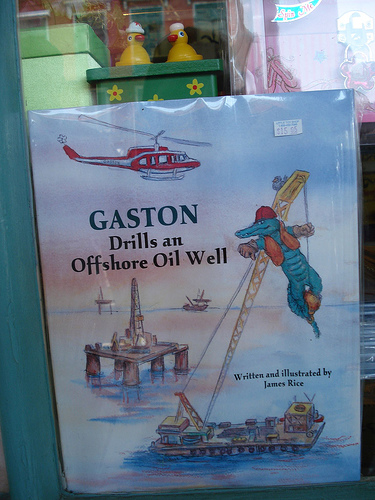 GASTON
Drills an
Offshore Oil Well
Written and illustrated by
James Rice